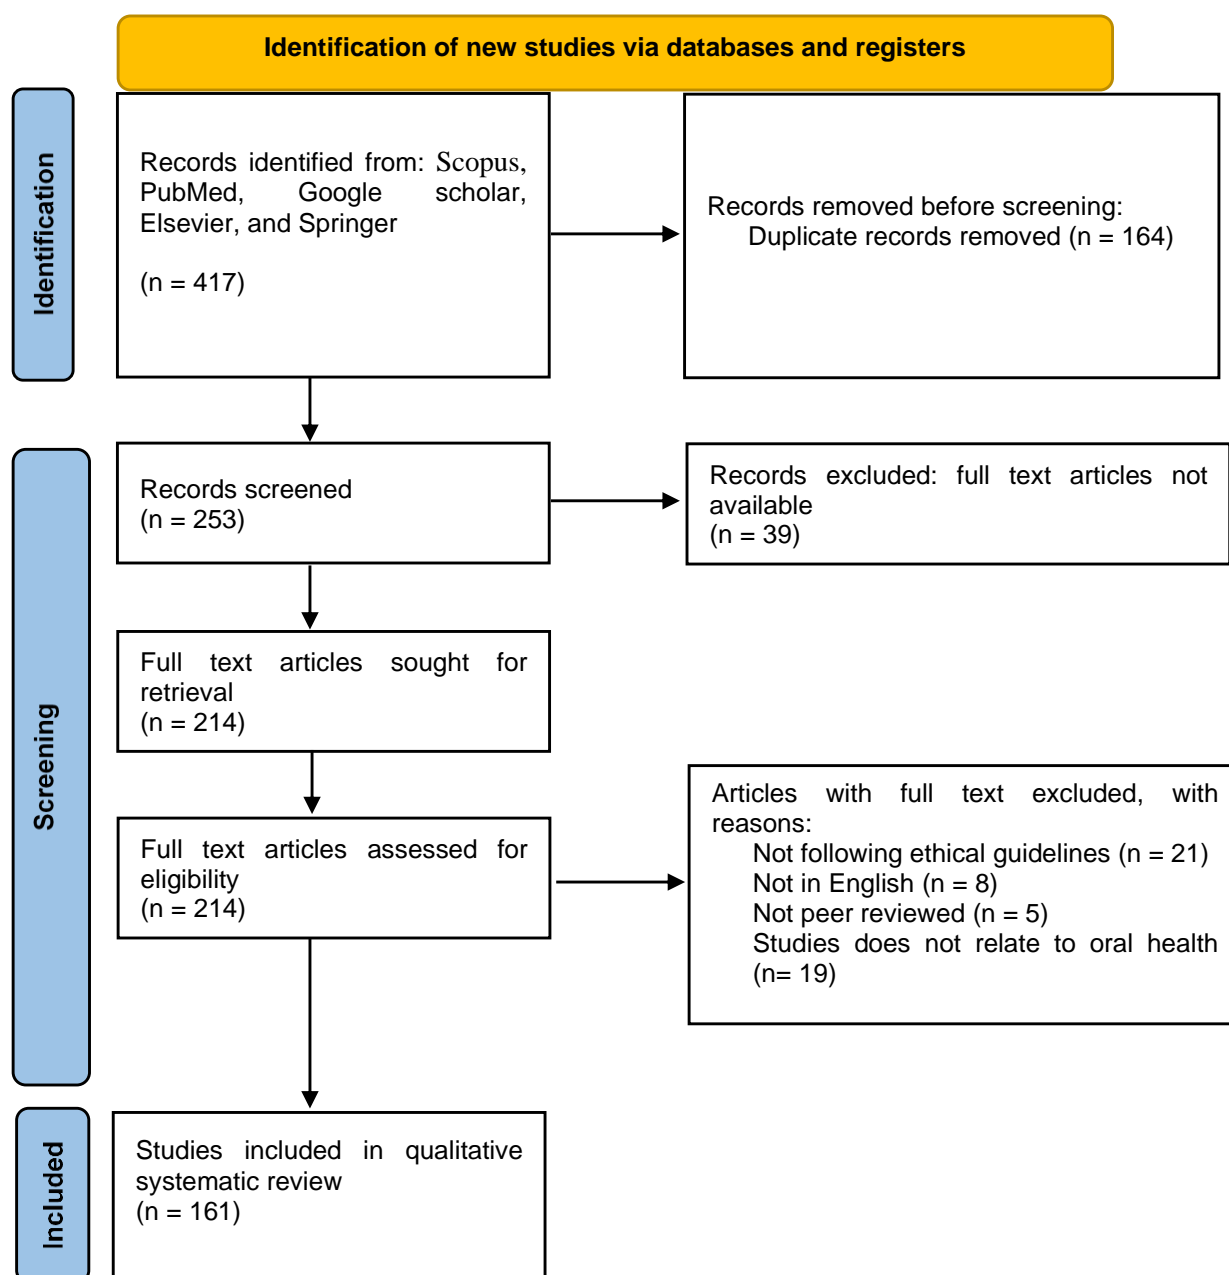 Identification of new studies via databases and registers
Identification
Records identified from: Scopus,
PubMed, Google scholar,
Elsevier, and Springer
(n = 417)
Records removed before screening:
Duplicate records removed (n = 164)
Screening
Records screened
(n = 253)
Records excluded: full text articles not
available
(n = 39)
Full text articles sought for
retrieval
(n = 214)
Full text articles assessed for
eligibility
(n = 214)
Articles with full text excluded, with
reasons:
Not following ethical guidelines (n = 21)
Not in English (n = 8)
Not peer reviewed (n = 5)
Studies does not relate to oral health
(n= 19)
Included
Studies included in qualitative
systematic review
(n = 161)